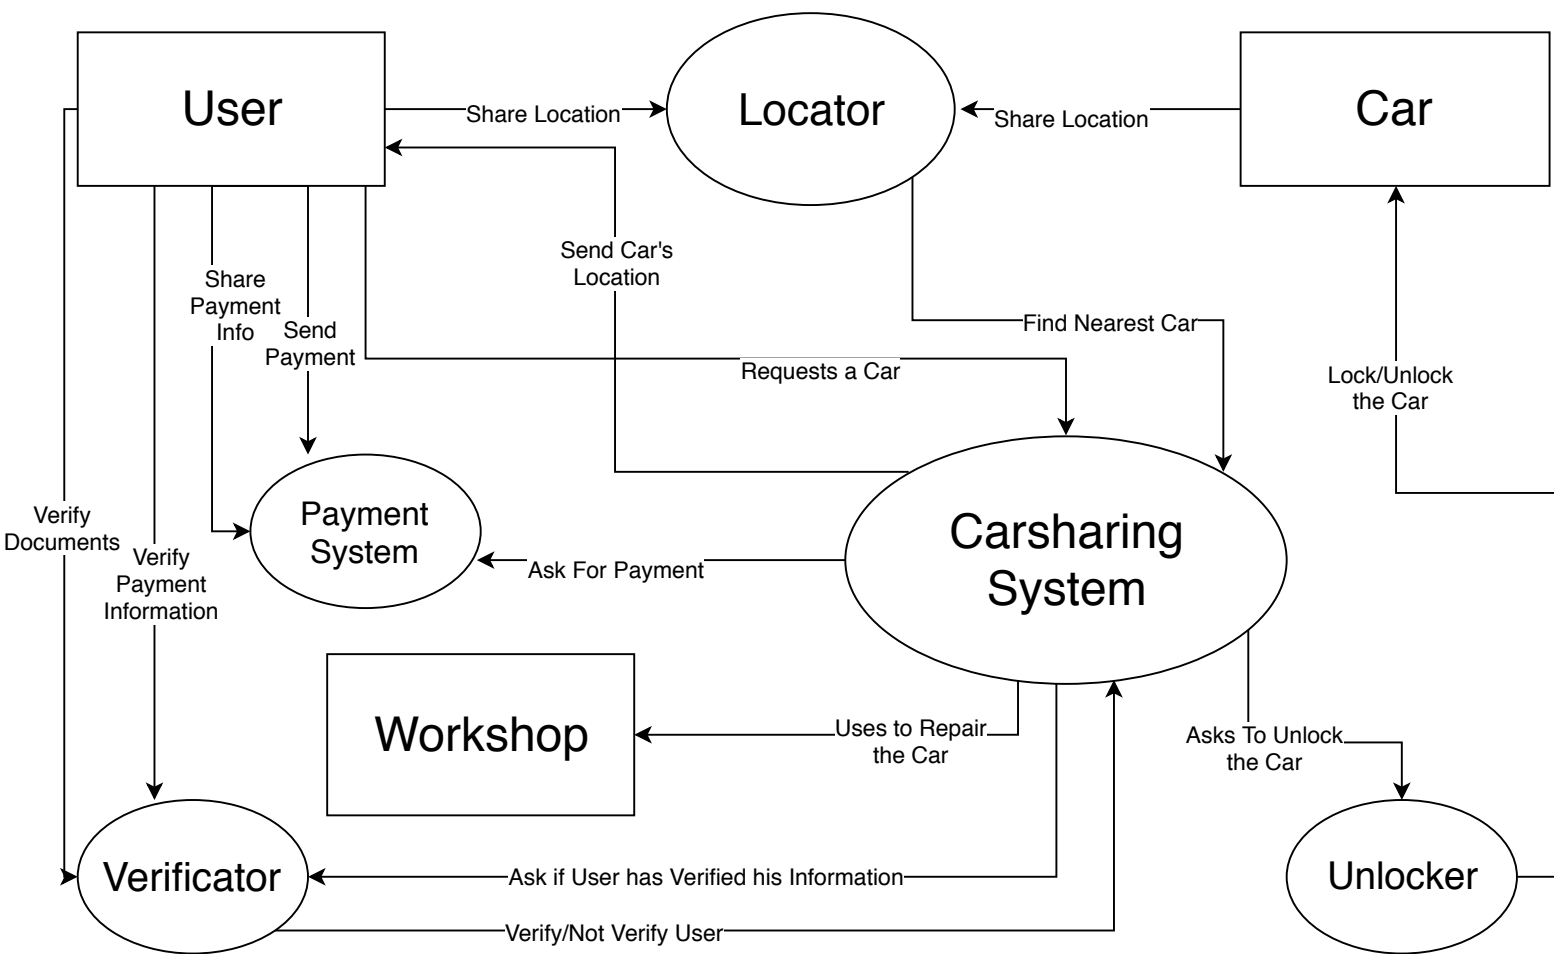 User
Locator
Car
Share Location
Share Location
Send Car's
Location
Share
Payment
Info
Send
Payment
Find Nearest Car
Requests a Car
Lock/Unlock
the Car
Payment
System
Carsharing
System
Verify
Documents
Verify
Payment
Information
Ask For Payment
Workshop
Uses to Repair
the Car
Asks To Unlock
the Car
Verificator
Ask if User has Verified his Information
Unlocker
Verify/Not Verify User